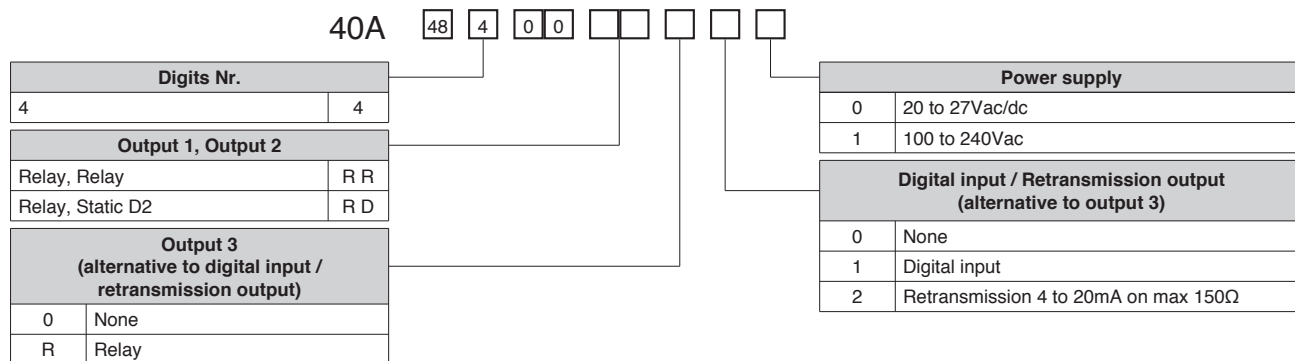 40A 48 4 0 0
Digits Nr.
4 4
Output 1, Output 2
Relay, Relay R R
Relay, Static D2 R D
Output 3
(alternative to digital input /
retransmission output)
0 None
R Relay
Power supply
0 20 to 27Vac/dc
1 100 to 240Vac
Digital input / Retransmission output
(alternative to output 3)
0 None
1 Digital input
2 Retransmission 4 to 20mA on max 150Ω